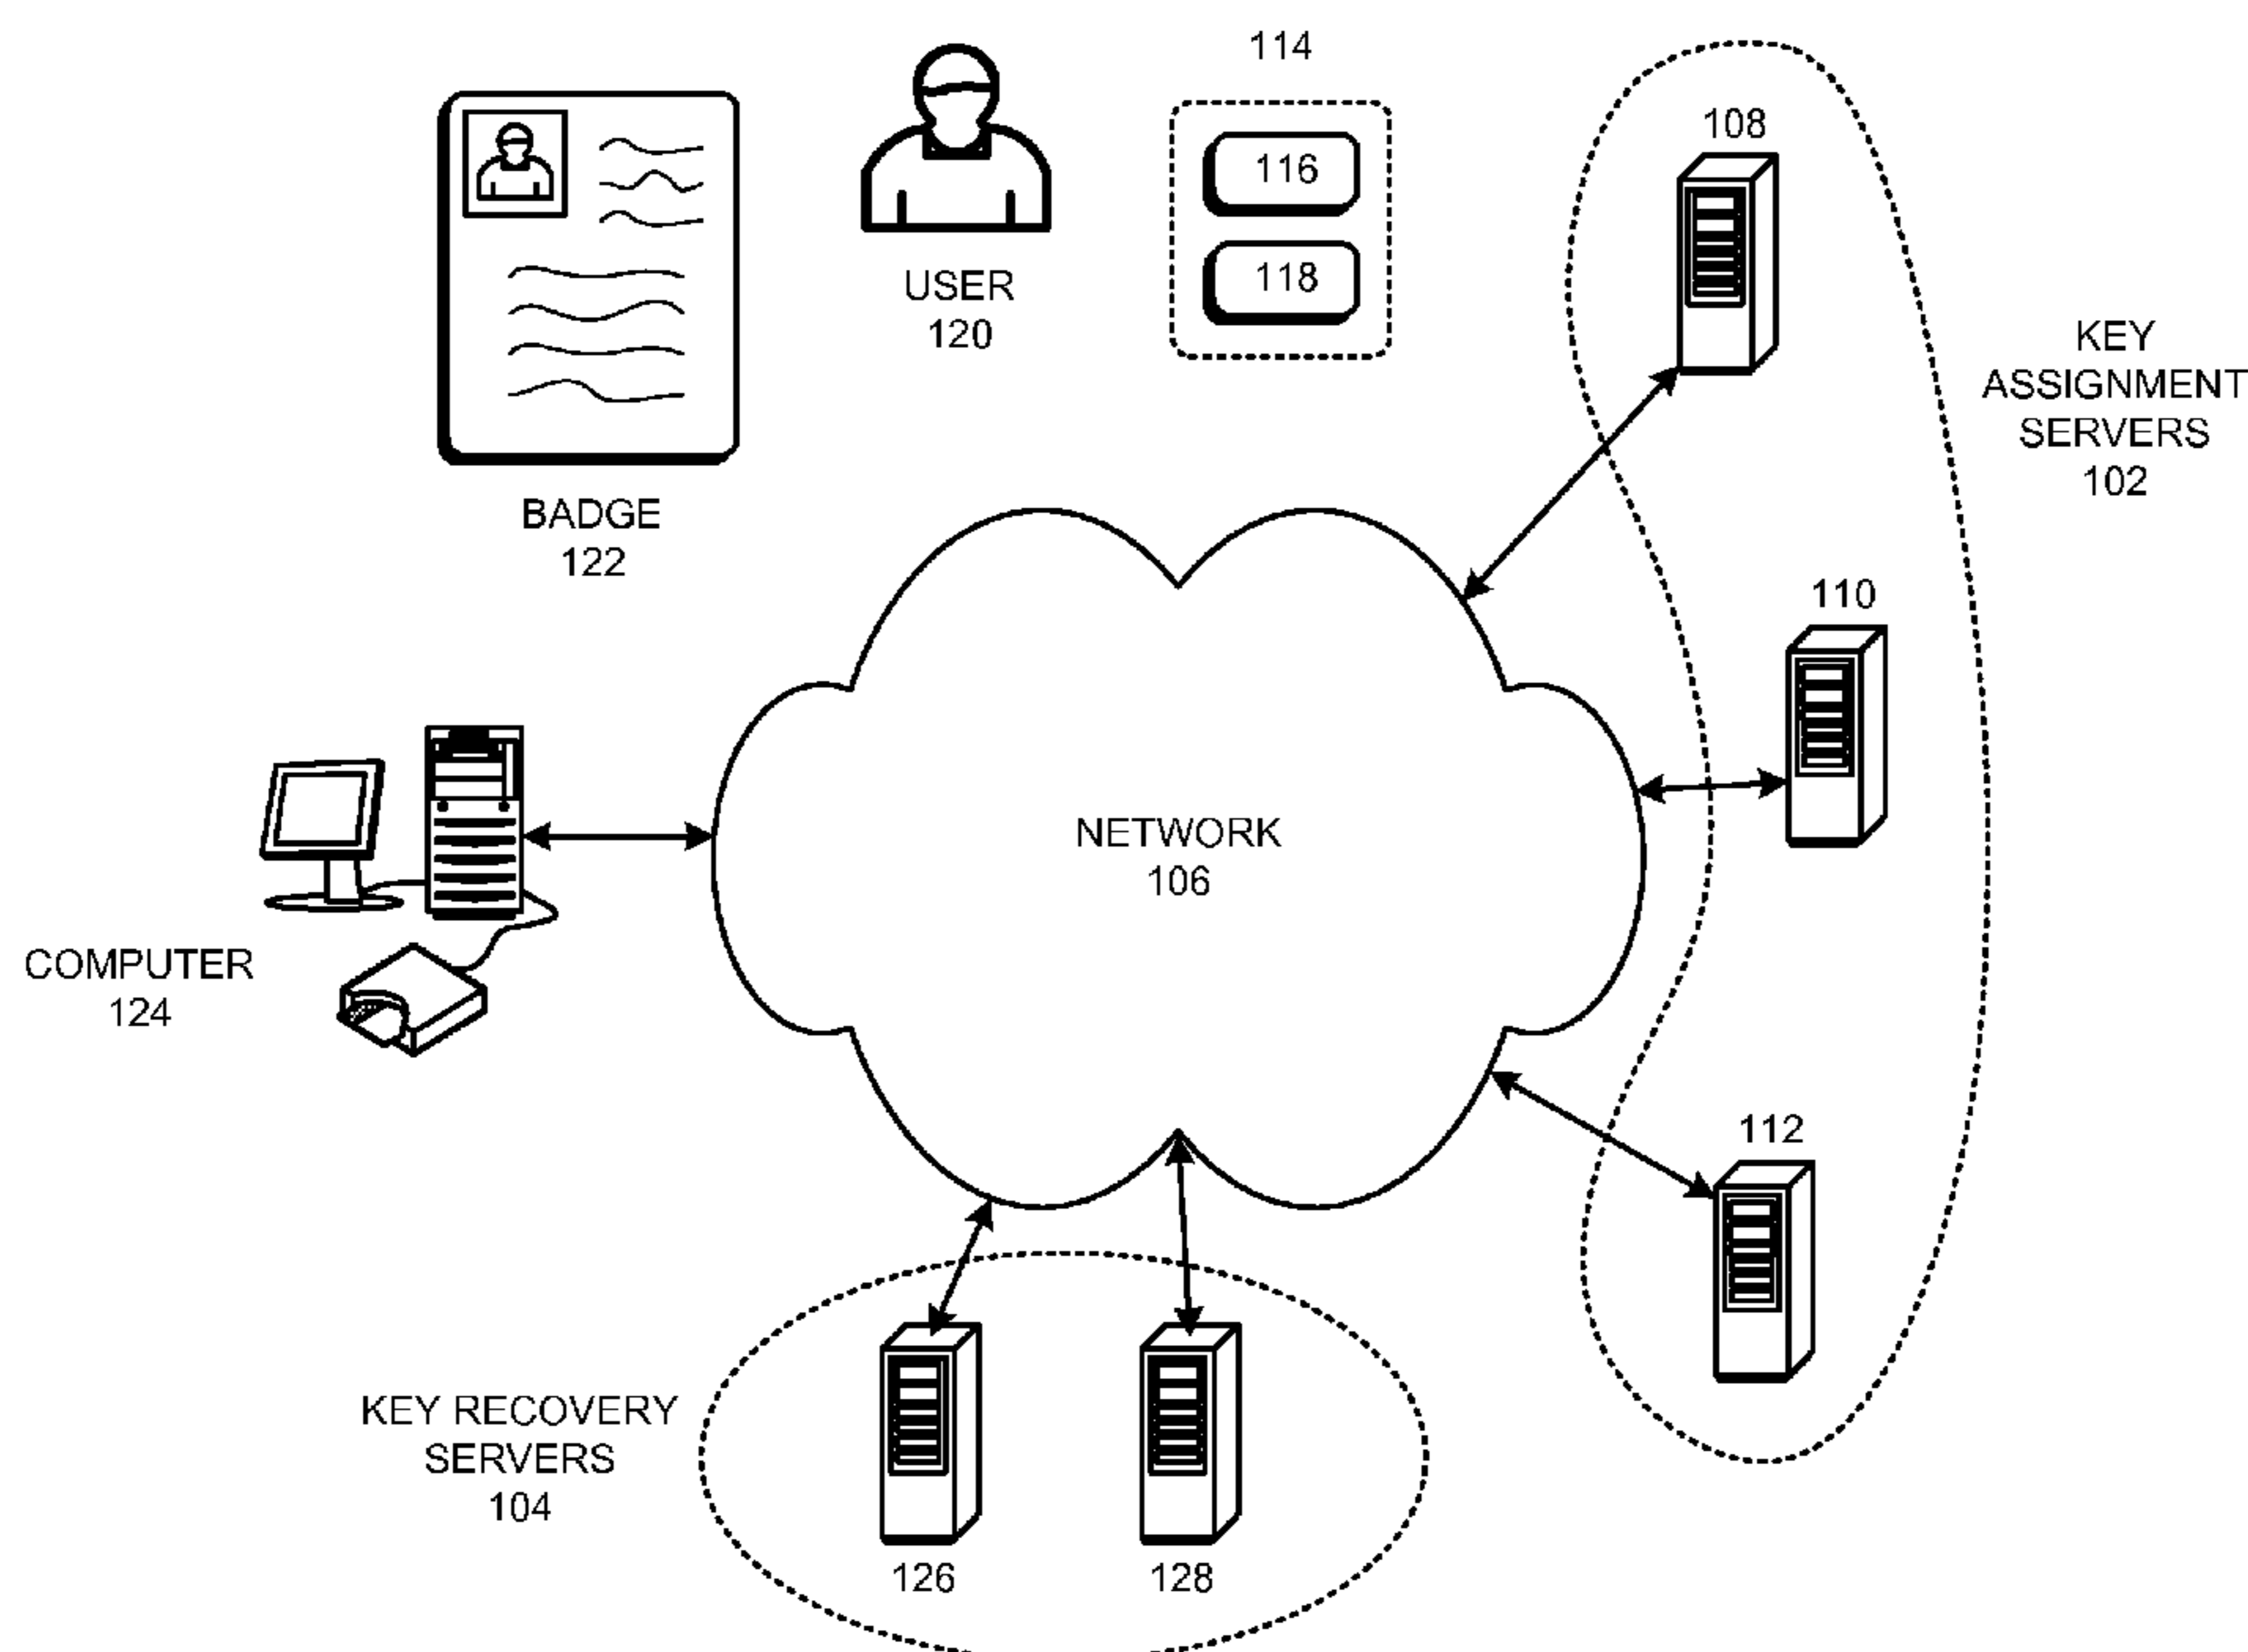 114
108
116
118
USER
120
KEY
ASSIGNMENT
SERVERS
102
BADGE
122
110
NETWORK
106
COMPUTER
124
112
KEY RECOVERY
SERVERS
104
126
128